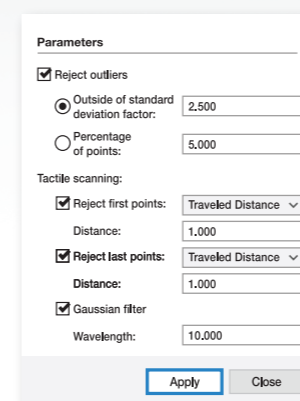 Parameters
Reject outliers
Outside of standard
deviation factor:
2.500
Percentage
of points:
5.000
Tactile scanning:
Reject first points:
Traveled Distance
Distance:
1.000
Reject last points:
Traveled Distance
Distance:
1.000
Gaussian filter
Wavelength:
10.000
Apply
Close